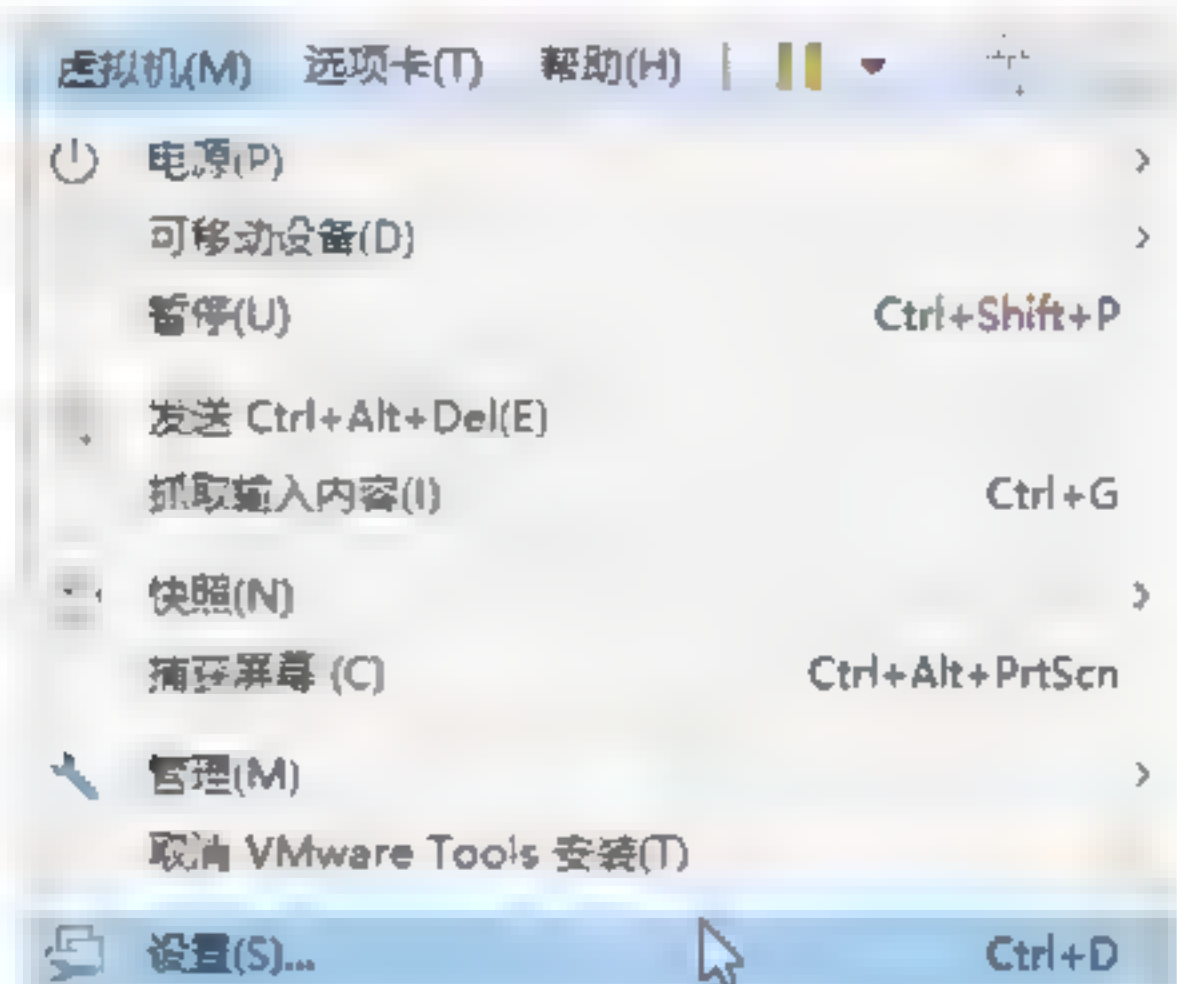 虚拟机(M) 选项卡(T) 帮助(H)
电源(P)
可移动设备(D)
暂停(U) Ctrl+Shift+P
发送 Ctrl+Alt+Del(E)
抓取输入内容(I) Ctrl+G
快照(N)
捕获屏幕 (C) Ctrl+Alt+PrtScn
管理(M)
取消 VMware Tools 安装(T)
设置(S)... Ctrl+D